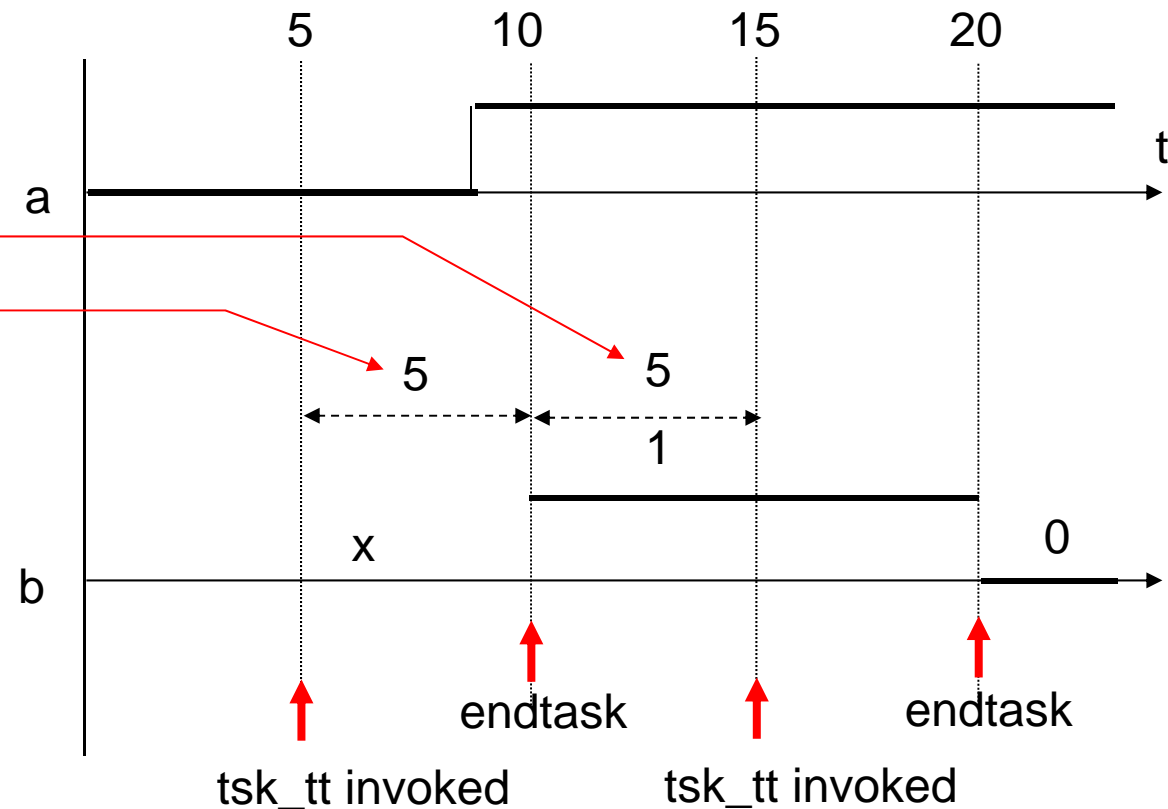 5 10 15 20
t
a
5 5
1
x 0
b
endtask endtask
tsk_tt invoked tsk_tt invoked